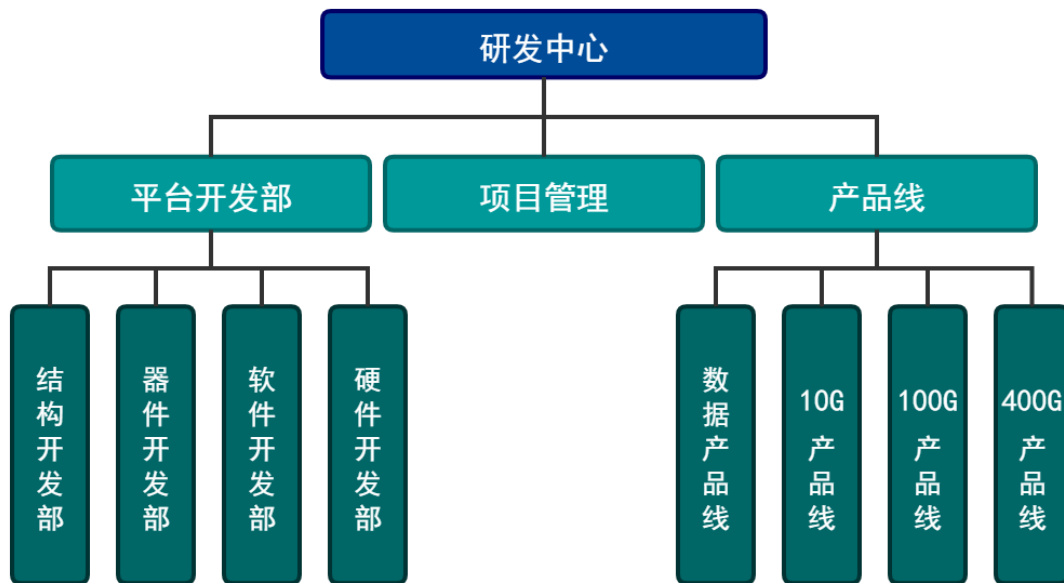 研发中心
平台开发部
项目管理
产品线
结构开发部
器件开发部
软件开发部
硬件开发部
数据产品线
10G产品线
100G产品线
400G产品线